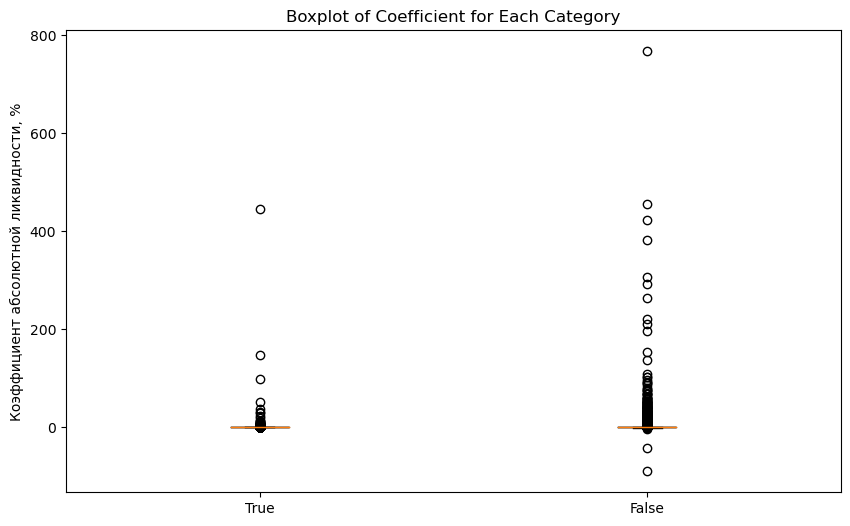 Boxplot of Coefficient for Each Category
Коэффициент абсолютной ликвидности, %
800
600
400
200
0
True
False